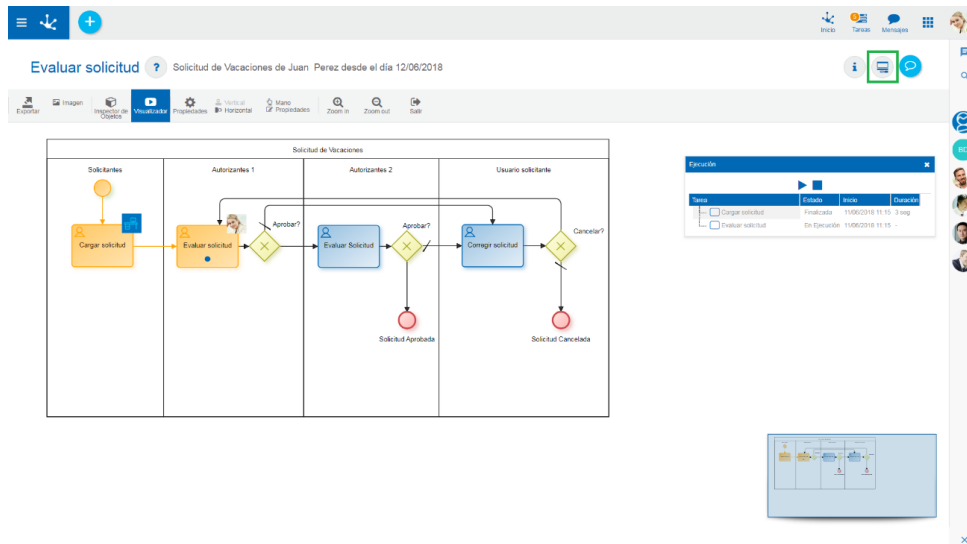 Inicio
Tareas
Mensajes
Evaluar solicitud ? Solicitud de Vacaciones de Juan Perez desde el día 12/06/2018
i
Exportar
Imagen
Inspector de Objetos
Visualizador
Propiedades
Vertical
Horizontal
Mano
Propiedades
Zoom in
Zoom out
Salir
Solicitud de Vacaciones
Solicitantes
Autorizantes 1
Autorizantes 2
Usuario solicitante
Cargar solicitud
Evaluar solicitud
Aprobar?
Evaluar Solicitud
Aprobar?
Corregir solicitud
Cancelar?
Solicitud Aprobada
Solicitud Cancelada
Ejecución
Tarea Estado Inicio Duración
Cargar solicitud Finalizada 11/06/2018 11:15 3 seg
Evaluar solicitud En Ejecución 11/06/2018 11:15 -